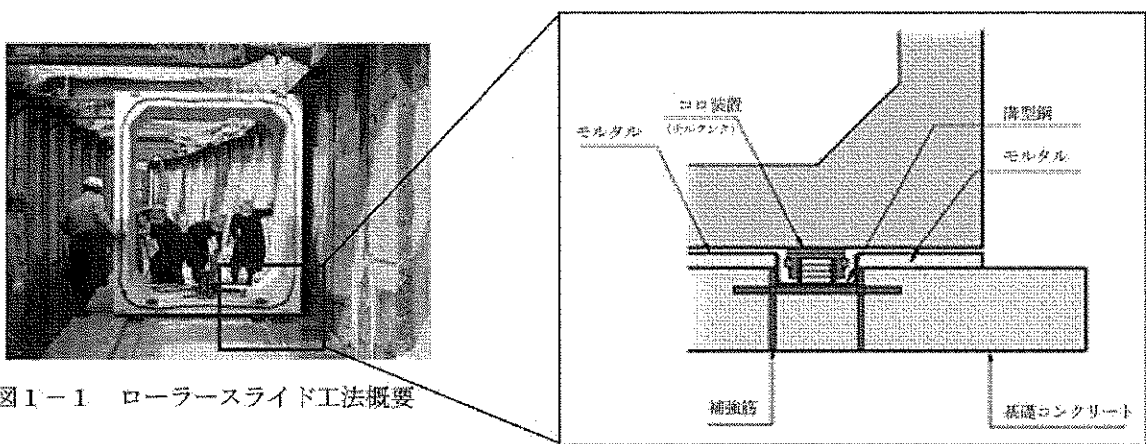 コロ装置
(チルタンク)
溝型鋼
モルタル
モルタル
補強筋
基礎コンクリート
図1-1 ローラースライド工法概要